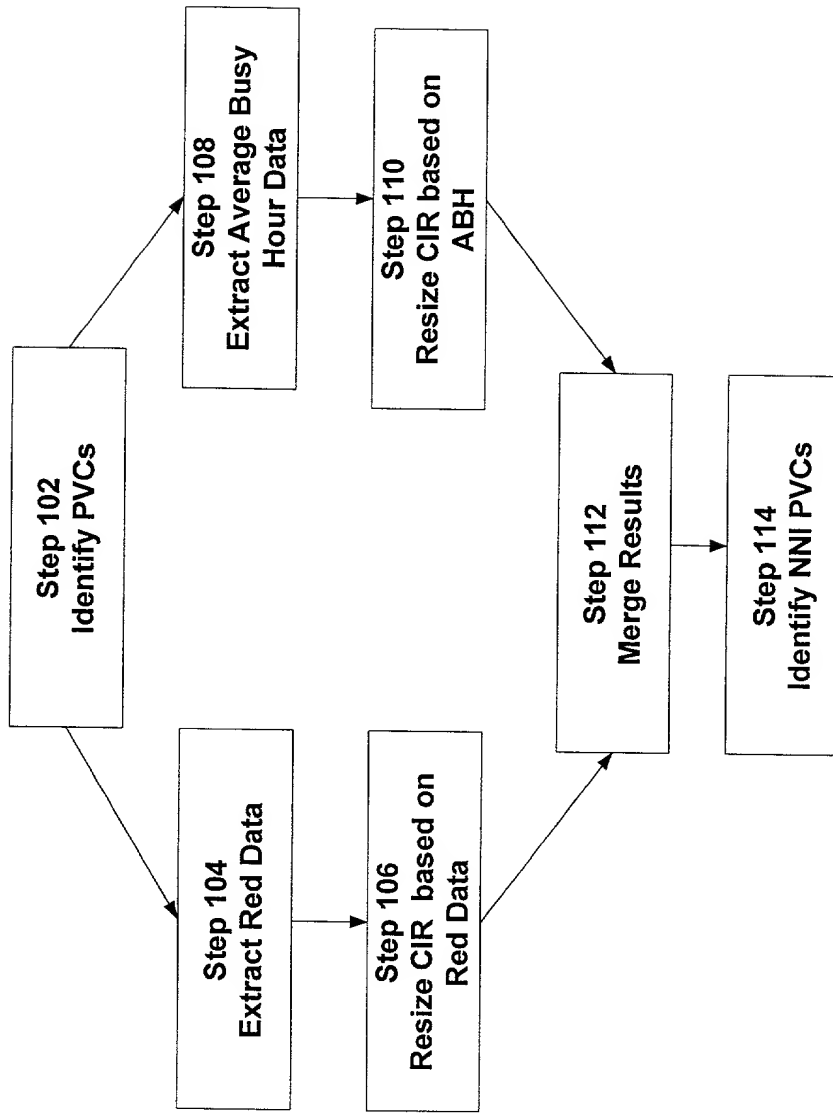 Step 102
Identify PVCs
Step 104
Extract Red Data
Step 106
Resize CIR based on
Red Data
Step 108
Extract Average Busy
Hour Data
Step 110
Resize CIR based on
ABH
Step 112
Merge Results
Step 114
Identify NNI PVCs